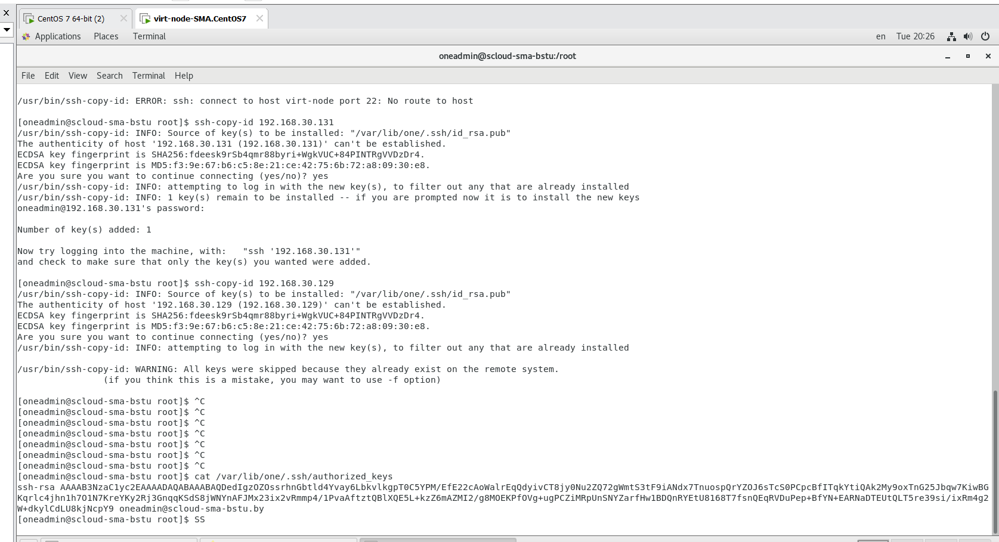 CentOS 7 64-bit (2)
virt-node-SMA.CentOS7
Applications Places Terminal
en Tue 20:26
oneadmin@scloud-sma-bstu:/root
File Edit View Search Terminal Help
/usr/bin/ssh-copy-id: ERROR: ssh: connect to host virt-node port 22: No route to host
[oneadmin@scloud-sma-bstu root]$ ssh-copy-id 192.168.30.131
/usr/bin/ssh-copy-id: INFO: Source of key(s) to be installed: "/var/lib/one/.ssh/id_rsa.pub"
The authenticity of host '192.168.30.131 (192.168.30.131)' can't be established.
ECDSA key fingerprint is SHA256:fdeesk9rSb4qmr88byri+WgkVUC+84PINTRgVVDzDr4.
ECDSA key fingerprint is MD5:f3:9e:67:b6:c5:8e:21:ce:42:75:6b:72:a8:09:30:e8.
Are you sure you want to continue connecting (yes/no)? yes
/usr/bin/ssh-copy-id: INFO: attempting to log in with the new key(s), to filter out any that are already installed
/usr/bin/ssh-copy-id: INFO: 1 key(s) remain to be installed -- if you are prompted now it is to install the new keys
oneadmin@192.168.30.131's password:
Number of key(s) added: 1
Now try logging into the machine, with:   "ssh '192.168.30.131'"
and check to make sure that only the key(s) you wanted were added.
[oneadmin@scloud-sma-bstu root]$ ssh-copy-id 192.168.30.129
/usr/bin/ssh-copy-id: INFO: Source of key(s) to be installed: "/var/lib/one/.ssh/id_rsa.pub"
The authenticity of host '192.168.30.129 (192.168.30.129)' can't be established.
ECDSA key fingerprint is SHA256:fdeesk9rSb4qmr88byri+WgkVUC+84PINTRgVVDzDr4.
ECDSA key fingerprint is MD5:f3:9e:67:b6:c5:8e:21:ce:42:75:6b:72:a8:09:30:e8.
Are you sure you want to continue connecting (yes/no)? yes
/usr/bin/ssh-copy-id: INFO: attempting to log in with the new key(s), to filter out any that are already installed
/usr/bin/ssh-copy-id: WARNING: All keys were skipped because they already exist on the remote system.
(if you think this is a mistake, you may want to use -f option)
[oneadmin@scloud-sma-bstu root]$ ^C
[oneadmin@scloud-sma-bstu root]$ ^C
[oneadmin@scloud-sma-bstu root]$ ^C
[oneadmin@scloud-sma-bstu root]$ ^C
[oneadmin@scloud-sma-bstu root]$ ^C
[oneadmin@scloud-sma-bstu root]$ ^C
[oneadmin@scloud-sma-bstu root]$ ^C
[oneadmin@scloud-sma-bstu root]$ cat /var/lib/one/.ssh/authorized_keys
ssh-rsa AAAAB3NzaC1yc2EAAAADAQABAAABAQDedIgzOZOssrhnGbtld4Yvay6LbkvlkgpT0C5YPM/EfE22cAoWalrEqQdyivCT8jy0Nu2ZQ72gWmtS3tF9iANdx7TnuospQrYZOJ6sTcS0PCpcBfITqkYtiQAk2My9oxTnG25Jbqw7KiwBG
Kqrlc4jhn1h7O1N7KreYKy2Rj3GnqqKSdS8jWNYnAFJMx23ix2vRmmp4/1PvaAftztQBlXQE5L+kzZ6mAZMI2/g8MOEKPfOVg+ugPCZiMRpUnSNYZarfHw1BDQnRYEtU8168T7fsnQEqRVDuPep+BfYN+EARNaDTEUtQLT5re39si/ixRm4g2
W+dkylCdLU8kjNcpY9 oneadmin@scloud-sma-bstu.by
[oneadmin@scloud-sma-bstu root]$ SS